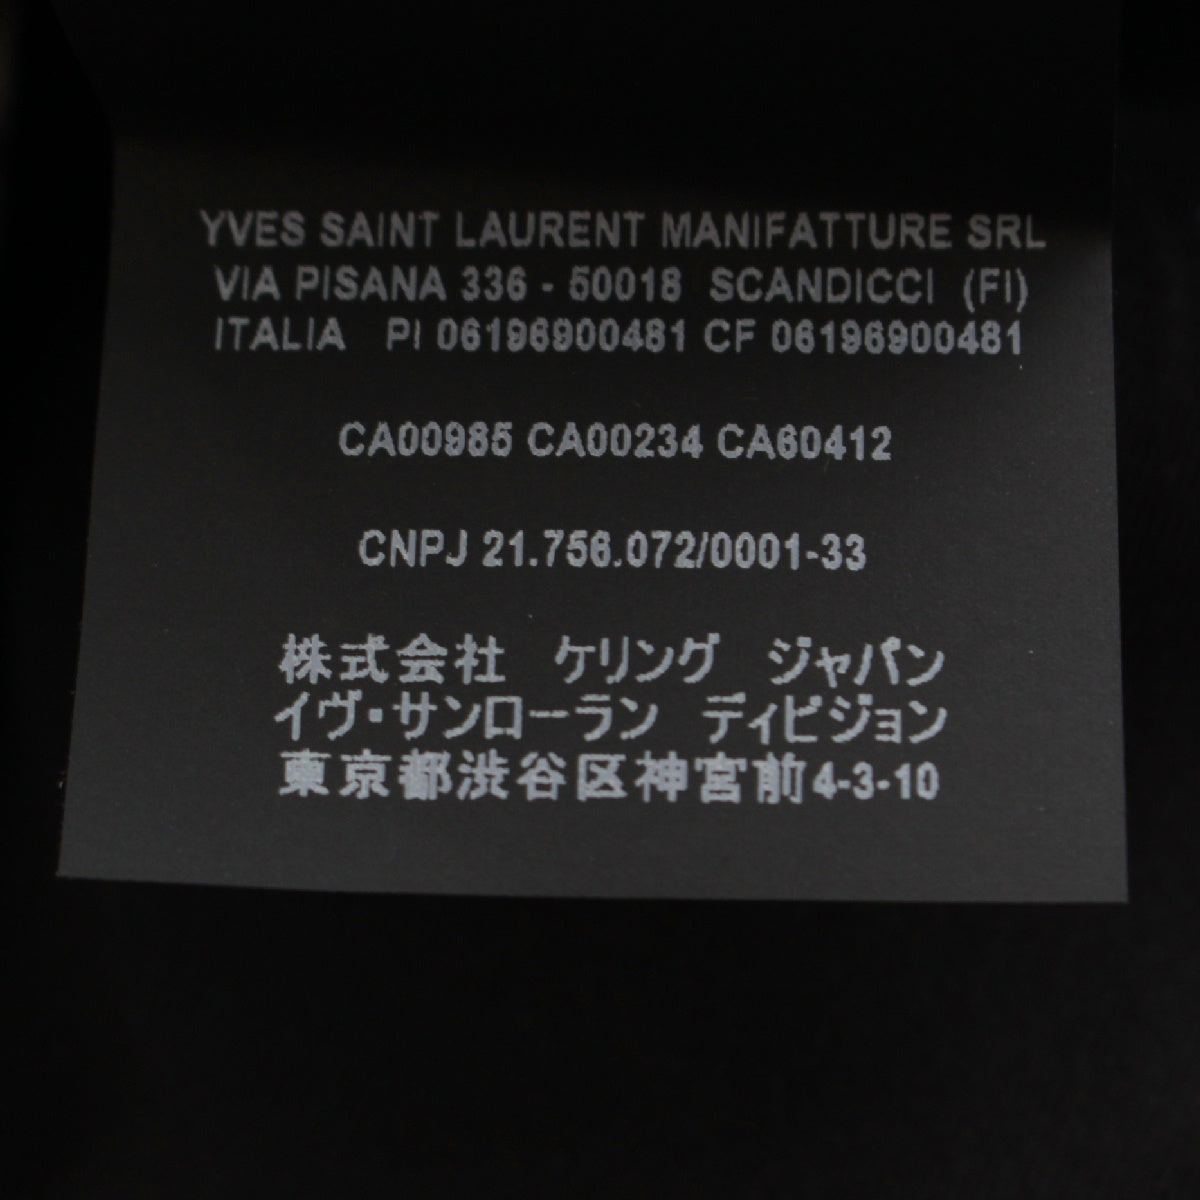 YVES SAINT LAURENT MANIFATTURE SRL
VIA PISANA 336 - 50018 SCANDICCI (FI)
ITALIA PI 06196900481 CF 06196900481
CA00985 CA00234 CA60412
CNPJ 21.756.072/0001-33
株式会社 ケリング ジャパン
イヴ・サンローラン ディビジョン
東京都渋谷区神宮前4-3-10